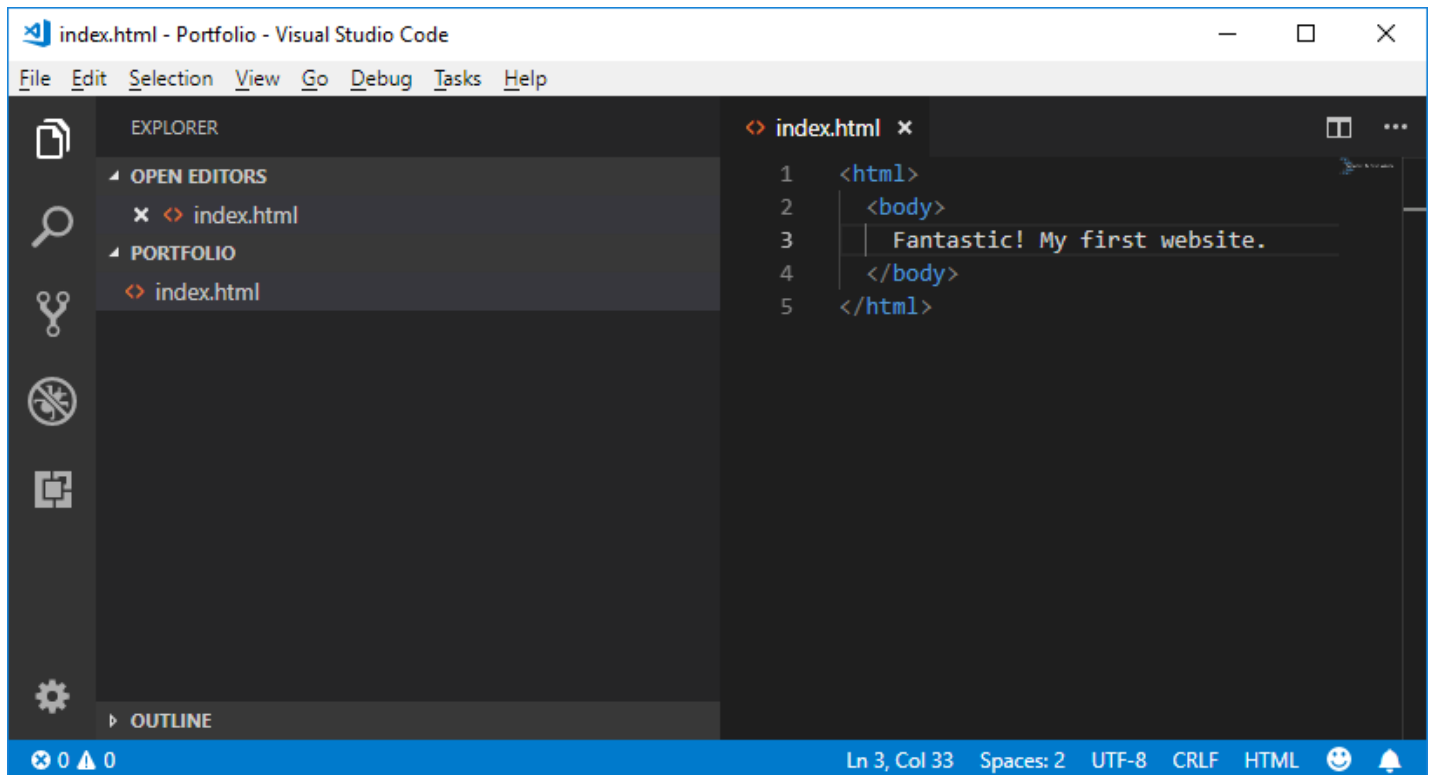 index.html - Portfolio - Visual Studio Code
File Edit Selection View Go Debug Tasks Help
EXPLORER
OPEN EDITORS
index.html
PORTFOLIO
index.html
OUTLINE
index.html
1 <html>
2 <body>
3 Fantastic! My first website.
4 </body>
5 </html>
0 0 Ln 3, Col 33 Spaces: 2 UTF-8 CRLF HTML